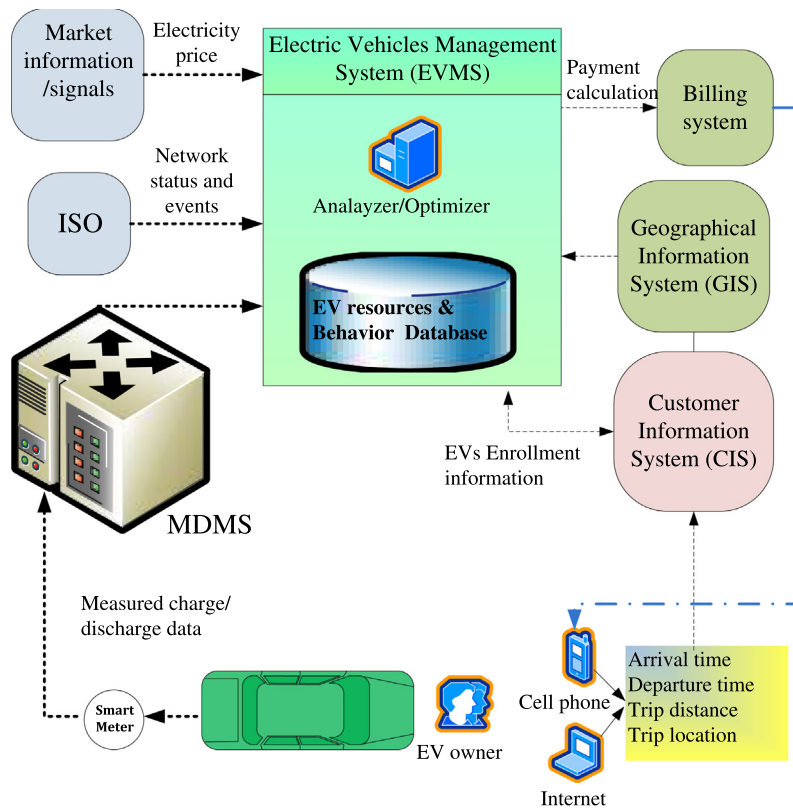 Market
information
/signals
Electricity
price
Electric Vehicles Management
System (EVMS)
Payment
calculation
Billing
system
Network
status and
events
ISO
Analayzer/Optimizer
Geographical
Information
System (GIS)
EV resources &
Behavior Database
Customer
Information
System (CIS)
EVs Enrollment
information
MDMS
Measured charge/
discharge data
Smart
Meter
EV owner
Cell phone
Internet
Arrival time
Departure time
Trip distance
Trip location